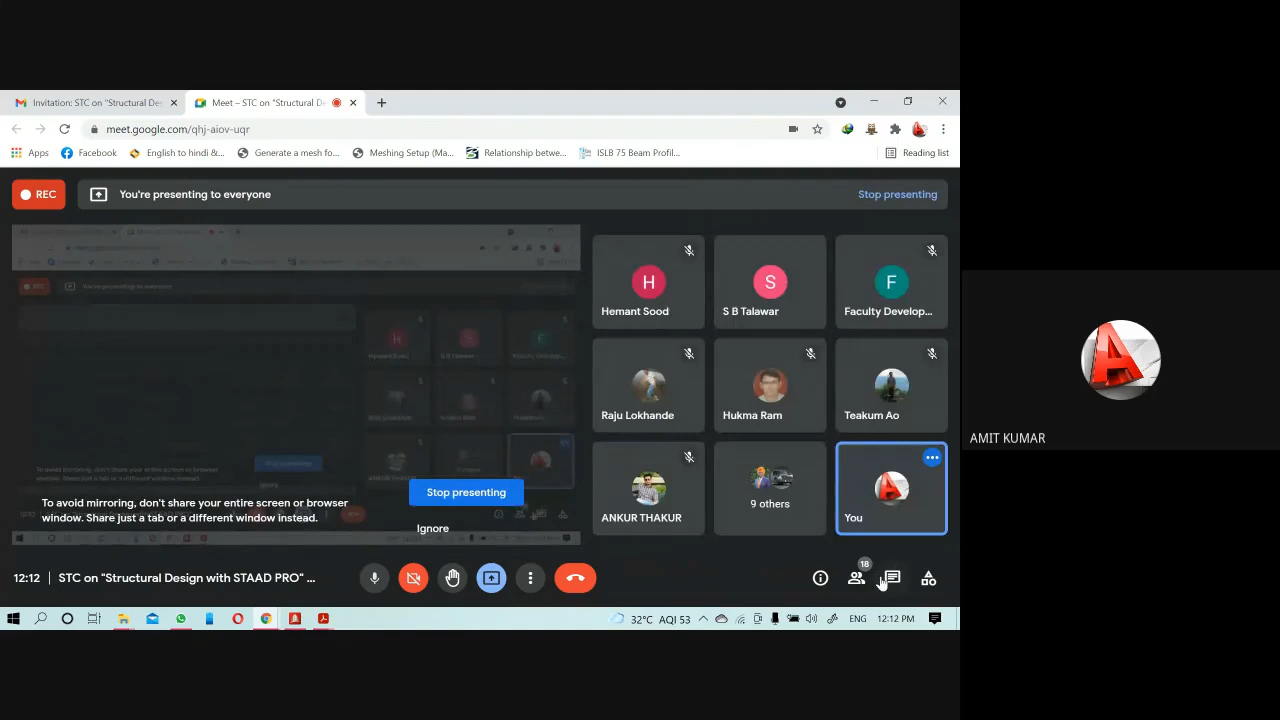 Invitation: STC on "Structural De
Meet – STC on "Structural D
meet.google.com/qhj-aiov-uqr
Apps
Facebook
English to hindi &...
Generate a mesh fo...
Meshing Setup (Ma...
Relationship betwe...
ISLB 75 Beam Profil...
Reading list
REC
You're presenting to everyone
Stop presenting
H
Hemant Sood
S
S B Talawar
F
Faculty Develop...
Raju Lokhande
Hukma Ram
Teakum Ao
ANKUR THAKUR
9 others
You
To avoid mirroring, don't share your entire screen or browser
window. Share just a tab or a different window instead.
Stop presenting
Ignore
12:12
STC on "Structural Design with STAAD PRO" ...
18
32°C AQI 53
ENG
12:12 PM
AMIT KUMAR